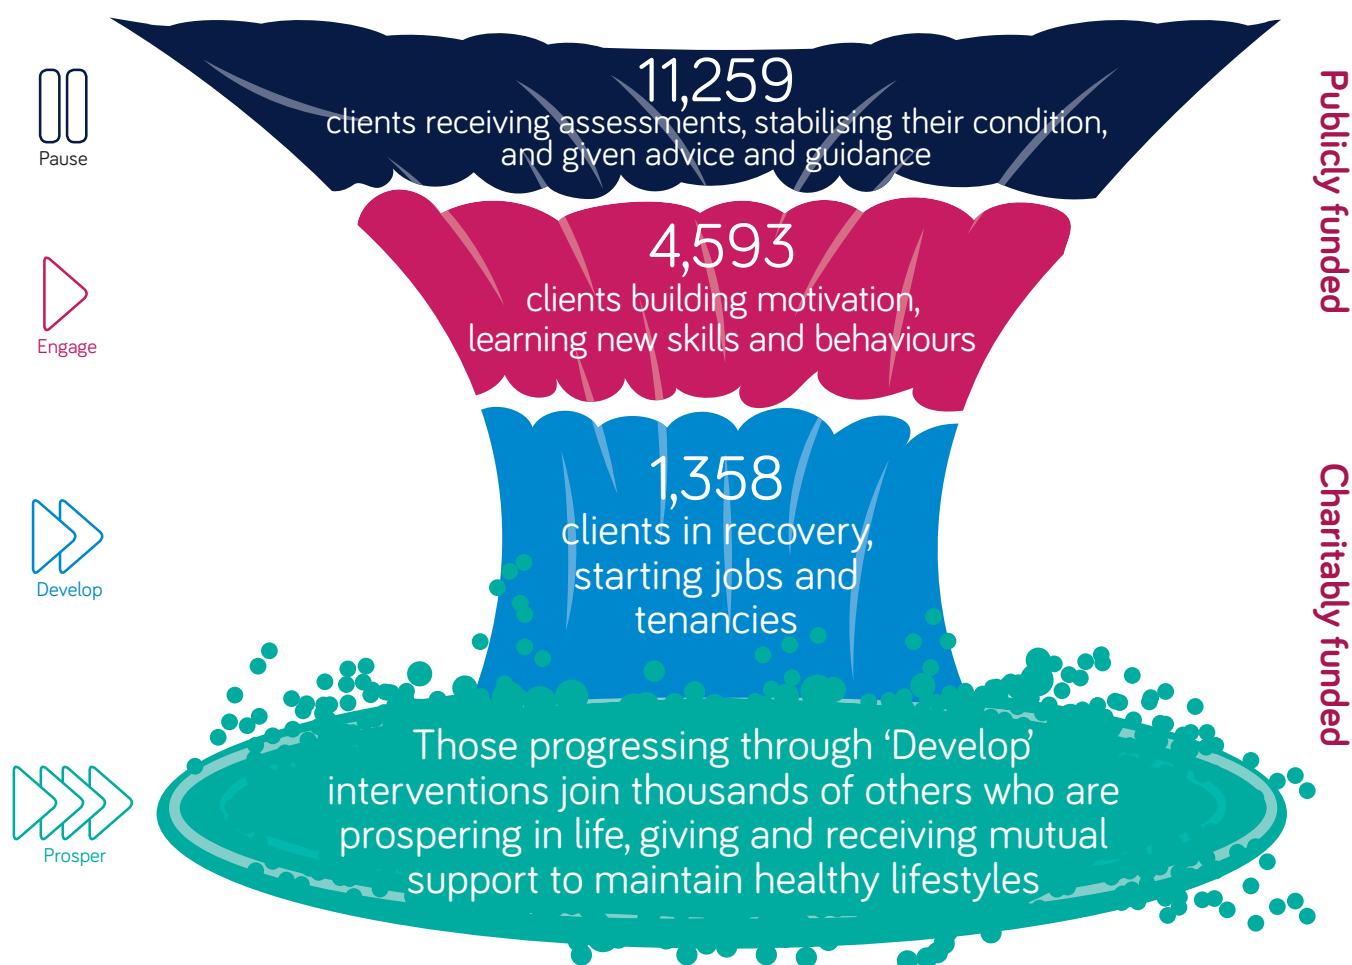 11,259
clients receiving assessments, stabilising their condition,
and given advice and guidance
Pause
Publicly funded
4,593
clients building motivation,
learning new skills and behaviours
Engage
1,358
clients in recovery,
starting jobs and
tenancies
Develop
Charitably funded
Those progressing through ‘Develop’
interventions join thousands of others who are
prospering in life, giving and receiving mutual
support to maintain healthy lifestyles
Prosper